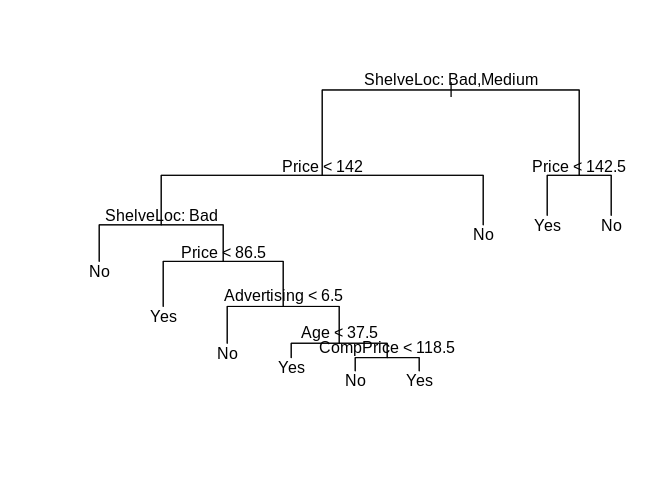 ShelveLoc: Bad,Medium
Price < 142
Price < 142.5
ShelveLoc: Bad
Yes
No
No
Price < 86.5
No
Yes
Advertising < 6.5
No
Age < 37.5
CompPrice < 118.5
Yes
No
Yes